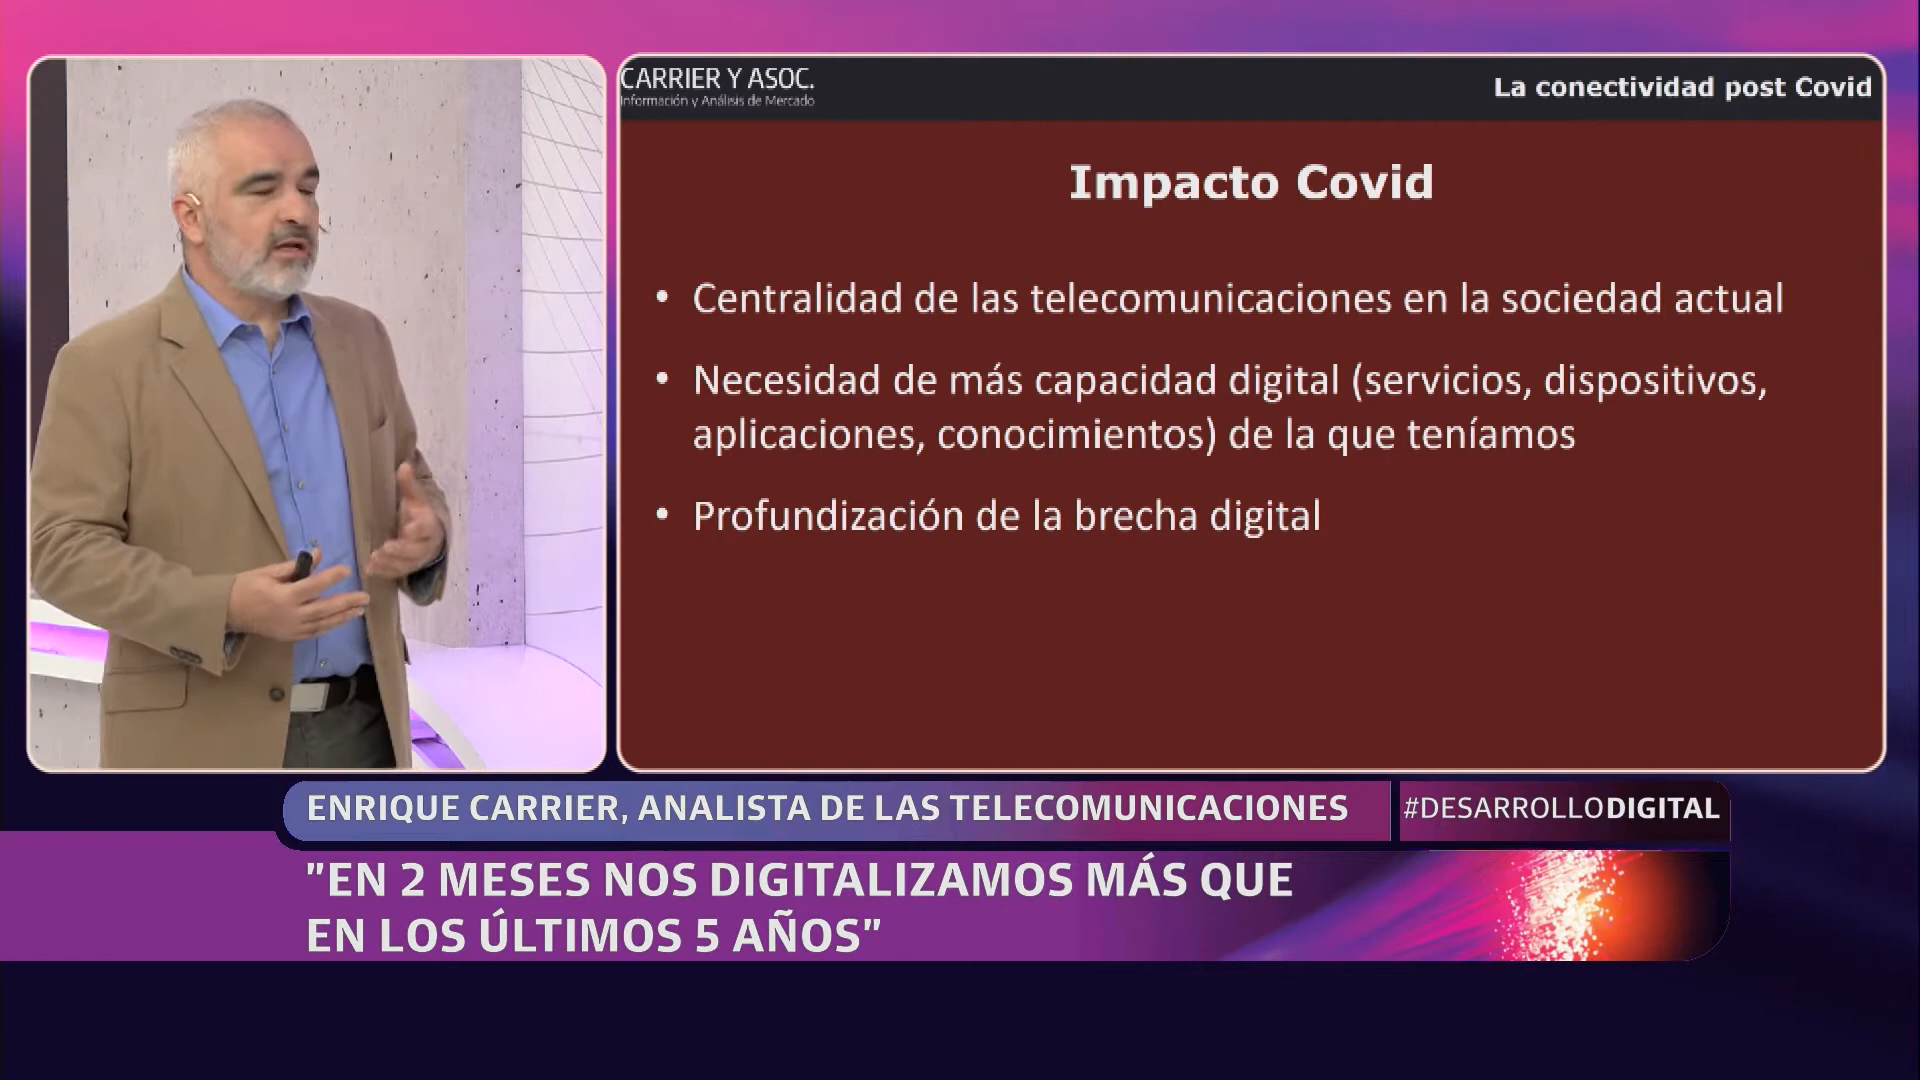 CARRIER Y ASOC.
Información y Análisis de Mercado
La conectividad post Covid
Impacto Covid
• Centralidad de las telecomunicaciones en la sociedad actual
• Necesidad de más capacidad digital (servicios, dispositivos,
aplicaciones, conocimientos) de la que teníamos
• Profundización de la brecha digital
ENRIQUE CARRIER, ANALISTA DE LAS TELECOMUNICACIONES
#DESARROLLODIGITAL
"EN 2 MESES NOS DIGITALIZAMOS MÁS QUE
EN LOS ÚLTIMOS 5 AÑOS"